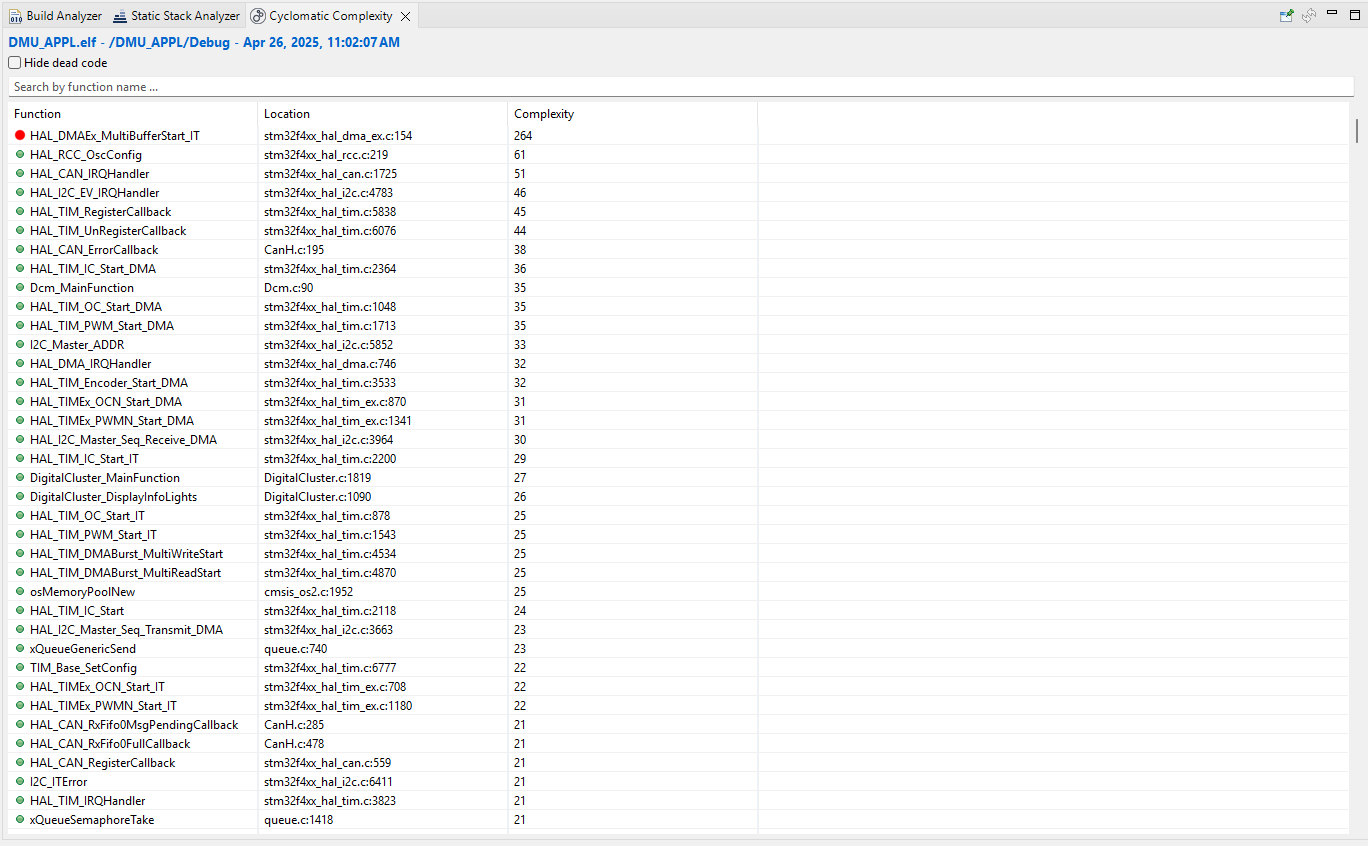 Build Analyzer Static Stack Analyzer Cyclomatic Complexity
DMU_APPL.elf - /DMU_APPL/Debug - Apr 26, 2025, 11:02:07 AM
Hide dead code
Search by function name ...
Function Location Complexity
HAL_DMAEx_MultiBufferStart_IT stm32f4xx_hal_dma_ex.c:154 264
HAL_RCC_OscConfig stm32f4xx_hal_rcc.c:219 61
HAL_CAN_IRQHandler stm32f4xx_hal_can.c:1725 51
HAL_I2C_EV_IRQHandler stm32f4xx_hal_i2c.c:4783 46
HAL_TIM_RegisterCallback stm32f4xx_hal_tim.c:5838 45
HAL_TIM_UnRegisterCallback stm32f4xx_hal_tim.c:6076 44
HAL_CAN_ErrorCallback CanH.c:195 38
HAL_TIM_IC_Start_DMA stm32f4xx_hal_tim.c:2364 36
Dcm_MainFunction Dcm.c:90 35
HAL_TIM_OC_Start_DMA stm32f4xx_hal_tim.c:1048 35
HAL_TIM_PWM_Start_DMA stm32f4xx_hal_tim.c:1713 35
I2C_Master_ADDR stm32f4xx_hal_i2c.c:5852 33
HAL_DMA_IRQHandler stm32f4xx_hal_dma.c:746 32
HAL_TIM_Encoder_Start_DMA stm32f4xx_hal_tim.c:3533 32
HAL_TIMEx_OCN_Start_DMA stm32f4xx_hal_tim_ex.c:870 31
HAL_TIMEx_PWMN_Start_DMA stm32f4xx_hal_tim_ex.c:1341 31
HAL_I2C_Master_Seq_Receive_DMA stm32f4xx_hal_i2c.c:3964 30
HAL_TIM_IC_Start_IT stm32f4xx_hal_tim.c:2200 29
DigitalCluster_MainFunction DigitalCluster.c:1819 27
DigitalCluster_DisplayInfoLights DigitalCluster.c:1090 26
HAL_TIM_OC_Start_IT stm32f4xx_hal_tim.c:878 25
HAL_TIM_PWM_Start_IT stm32f4xx_hal_tim.c:1543 25
HAL_TIM_DMABurst_MultiWriteStart stm32f4xx_hal_tim.c:4534 25
HAL_TIM_DMABurst_MultiReadStart stm32f4xx_hal_tim.c:4870 25
osMemoryPoolNew cmsis_os2.c:1952 25
HAL_TIM_IC_Start stm32f4xx_hal_tim.c:2118 24
HAL_I2C_Master_Seq_Transmit_DMA stm32f4xx_hal_i2c.c:3663 23
xQueueGenericSend queue.c:740 23
TIM_Base_SetConfig stm32f4xx_hal_tim.c:6777 22
HAL_TIMEx_OCN_Start_IT stm32f4xx_hal_tim_ex.c:708 22
HAL_TIMEx_PWMN_Start_IT stm32f4xx_hal_tim_ex.c:1180 22
HAL_CAN_RxFifo0MsgPendingCallback CanH.c:285 21
HAL_CAN_RxFifo0FullCallback CanH.c:478 21
HAL_CAN_RegisterCallback stm32f4xx_hal_can.c:559 21
I2C_ITError stm32f4xx_hal_i2c.c:6411 21
HAL_TIM_IRQHandler stm32f4xx_hal_tim.c:3823 21
xQueueSemaphoreTake queue.c:1418 21